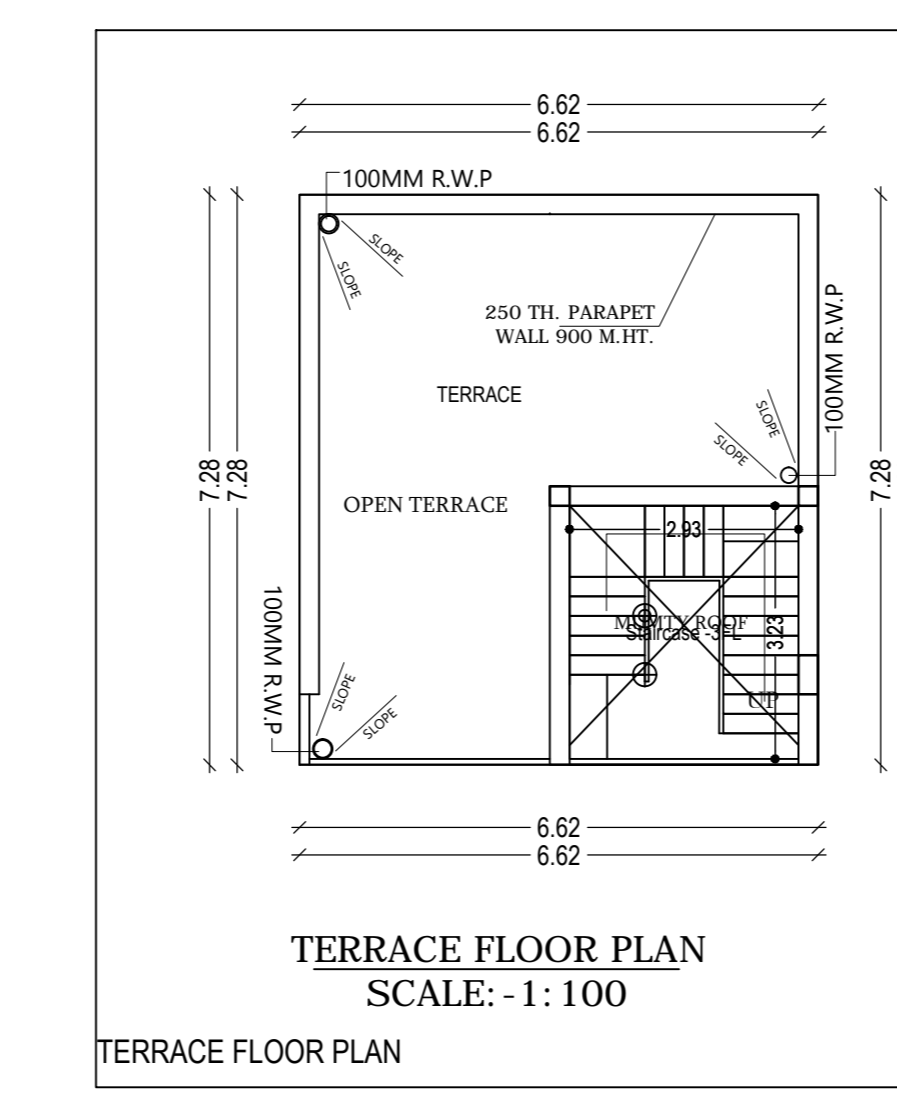 6.62
6.62
100MM R.W.P
SLOPE
SLOPE
250 TH. PARAPET
WALL 900 M.HT.
100MM R.W.P
TERRACE
SLOPE
SLOPE
7.28
7.28
7.28
OPEN TERRACE
2.93
100MM R.W.P
MUMTY ROOF
Staircase -3FL
3.23
SLOPE
SLOPE
UP
6.62
6.62
TERRACE FLOOR PLAN
SCALE:-1:100
TERRACE FLOOR PLAN